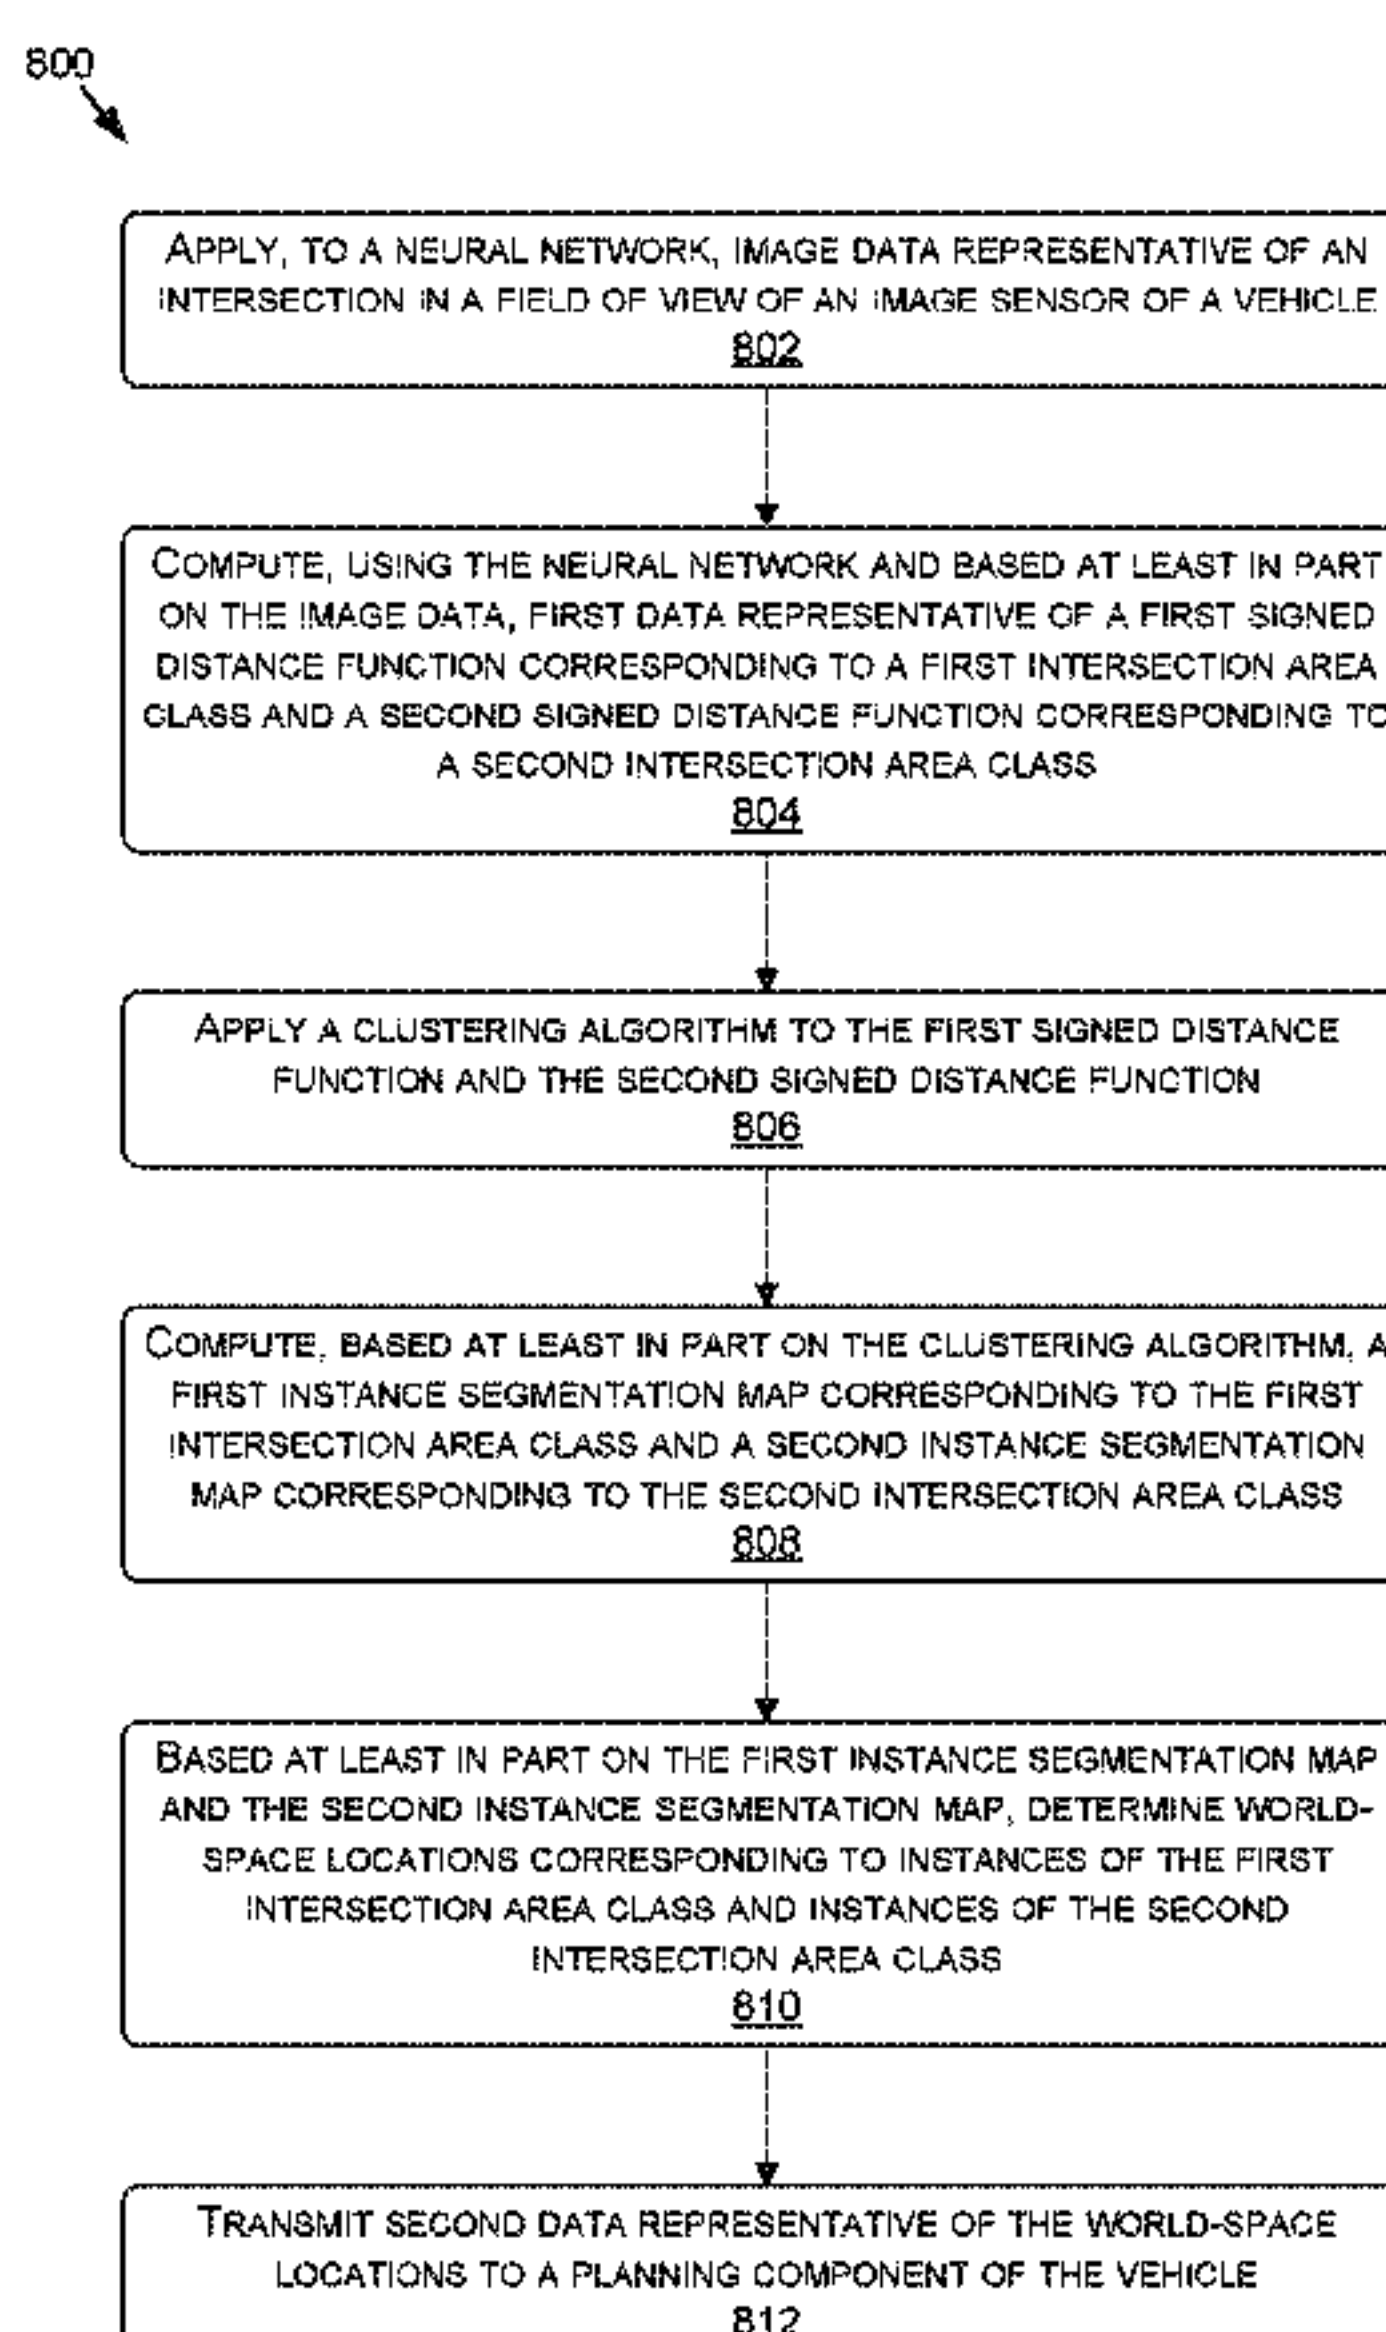 800
APPLY, TO A NEURAL NETWORK, IMAGE DATA REPRESENTATIVE OF AN
INTERSECTION IN A FIELD OF VIEW OF AN IMAGE SENSOR OF A VEHICLE
802
COMPUTE, USING THE NEURAL NETWORK AND BASED AT LEAST IN PART
ON THE IMAGE DATA, FIRST DATA REPRESENTATIVE OF A FIRST SIGNED
DISTANCE FUNCTION CORRESPONDING TO A FIRST INTERSECTION AREA
CLASS AND A SECOND SIGNED DISTANCE FUNCTION CORRESPONDING TO
A SECOND INTERSECTION AREA CLASS
804
APPLY A CLUSTERING ALGORITHM TO THE FIRST SIGNED DISTANCE
FUNCTION AND THE SECOND SIGNED DISTANCE FUNCTION
806
COMPUTE, BASED AT LEAST IN PART ON THE CLUSTERING ALGORITHM, A
FIRST INSTANCE SEGMENTATION MAP CORRESPONDING TO THE FIRST
INTERSECTION AREA CLASS AND A SECOND INSTANCE SEGMENTATION
MAP CORRESPONDING TO THE SECOND INTERSECTION AREA CLASS
808
BASED AT LEAST IN PART ON THE FIRST INSTANCE SEGMENTATION MAP
AND THE SECOND INSTANCE SEGMENTATION MAP, DETERMINE WORLD-
SPACE LOCATIONS CORRESPONDING TO INSTANCES OF THE FIRST
INTERSECTION AREA CLASS AND INSTANCES OF THE SECOND
INTERSECTION AREA CLASS
810
TRANSMIT SECOND DATA REPRESENTATIVE OF THE WORLD-SPACE
LOCATIONS TO A PLANNING COMPONENT OF THE VEHICLE
812